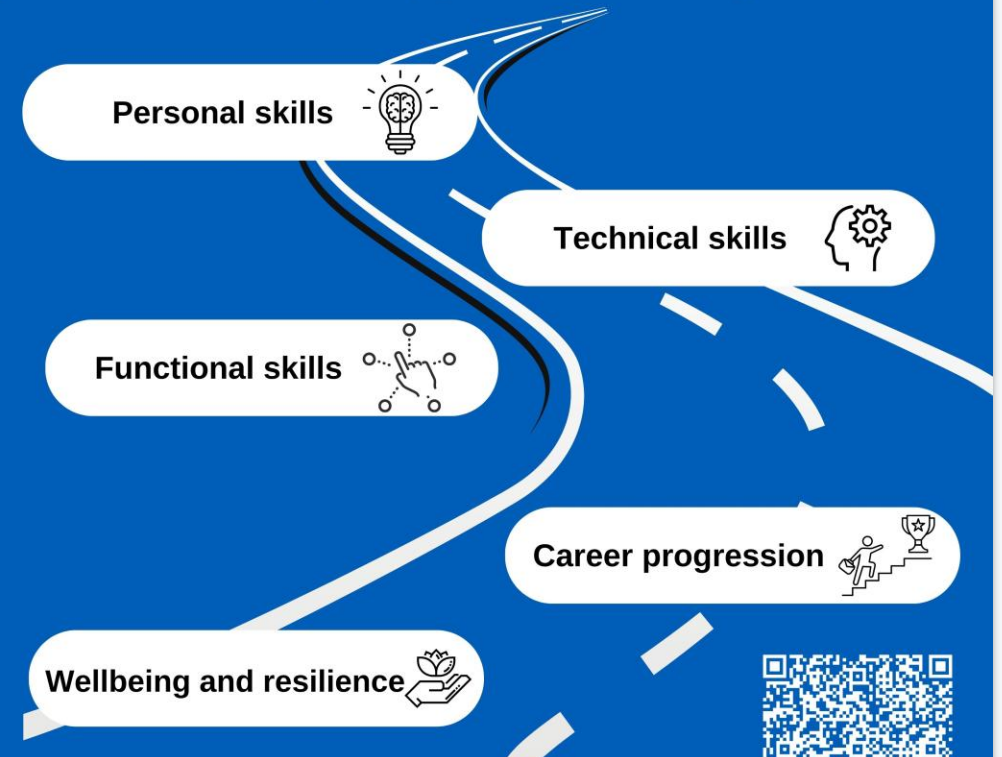 Personal skills
Technical skills
Functional skills
Career progression
Wellbeing and resilience